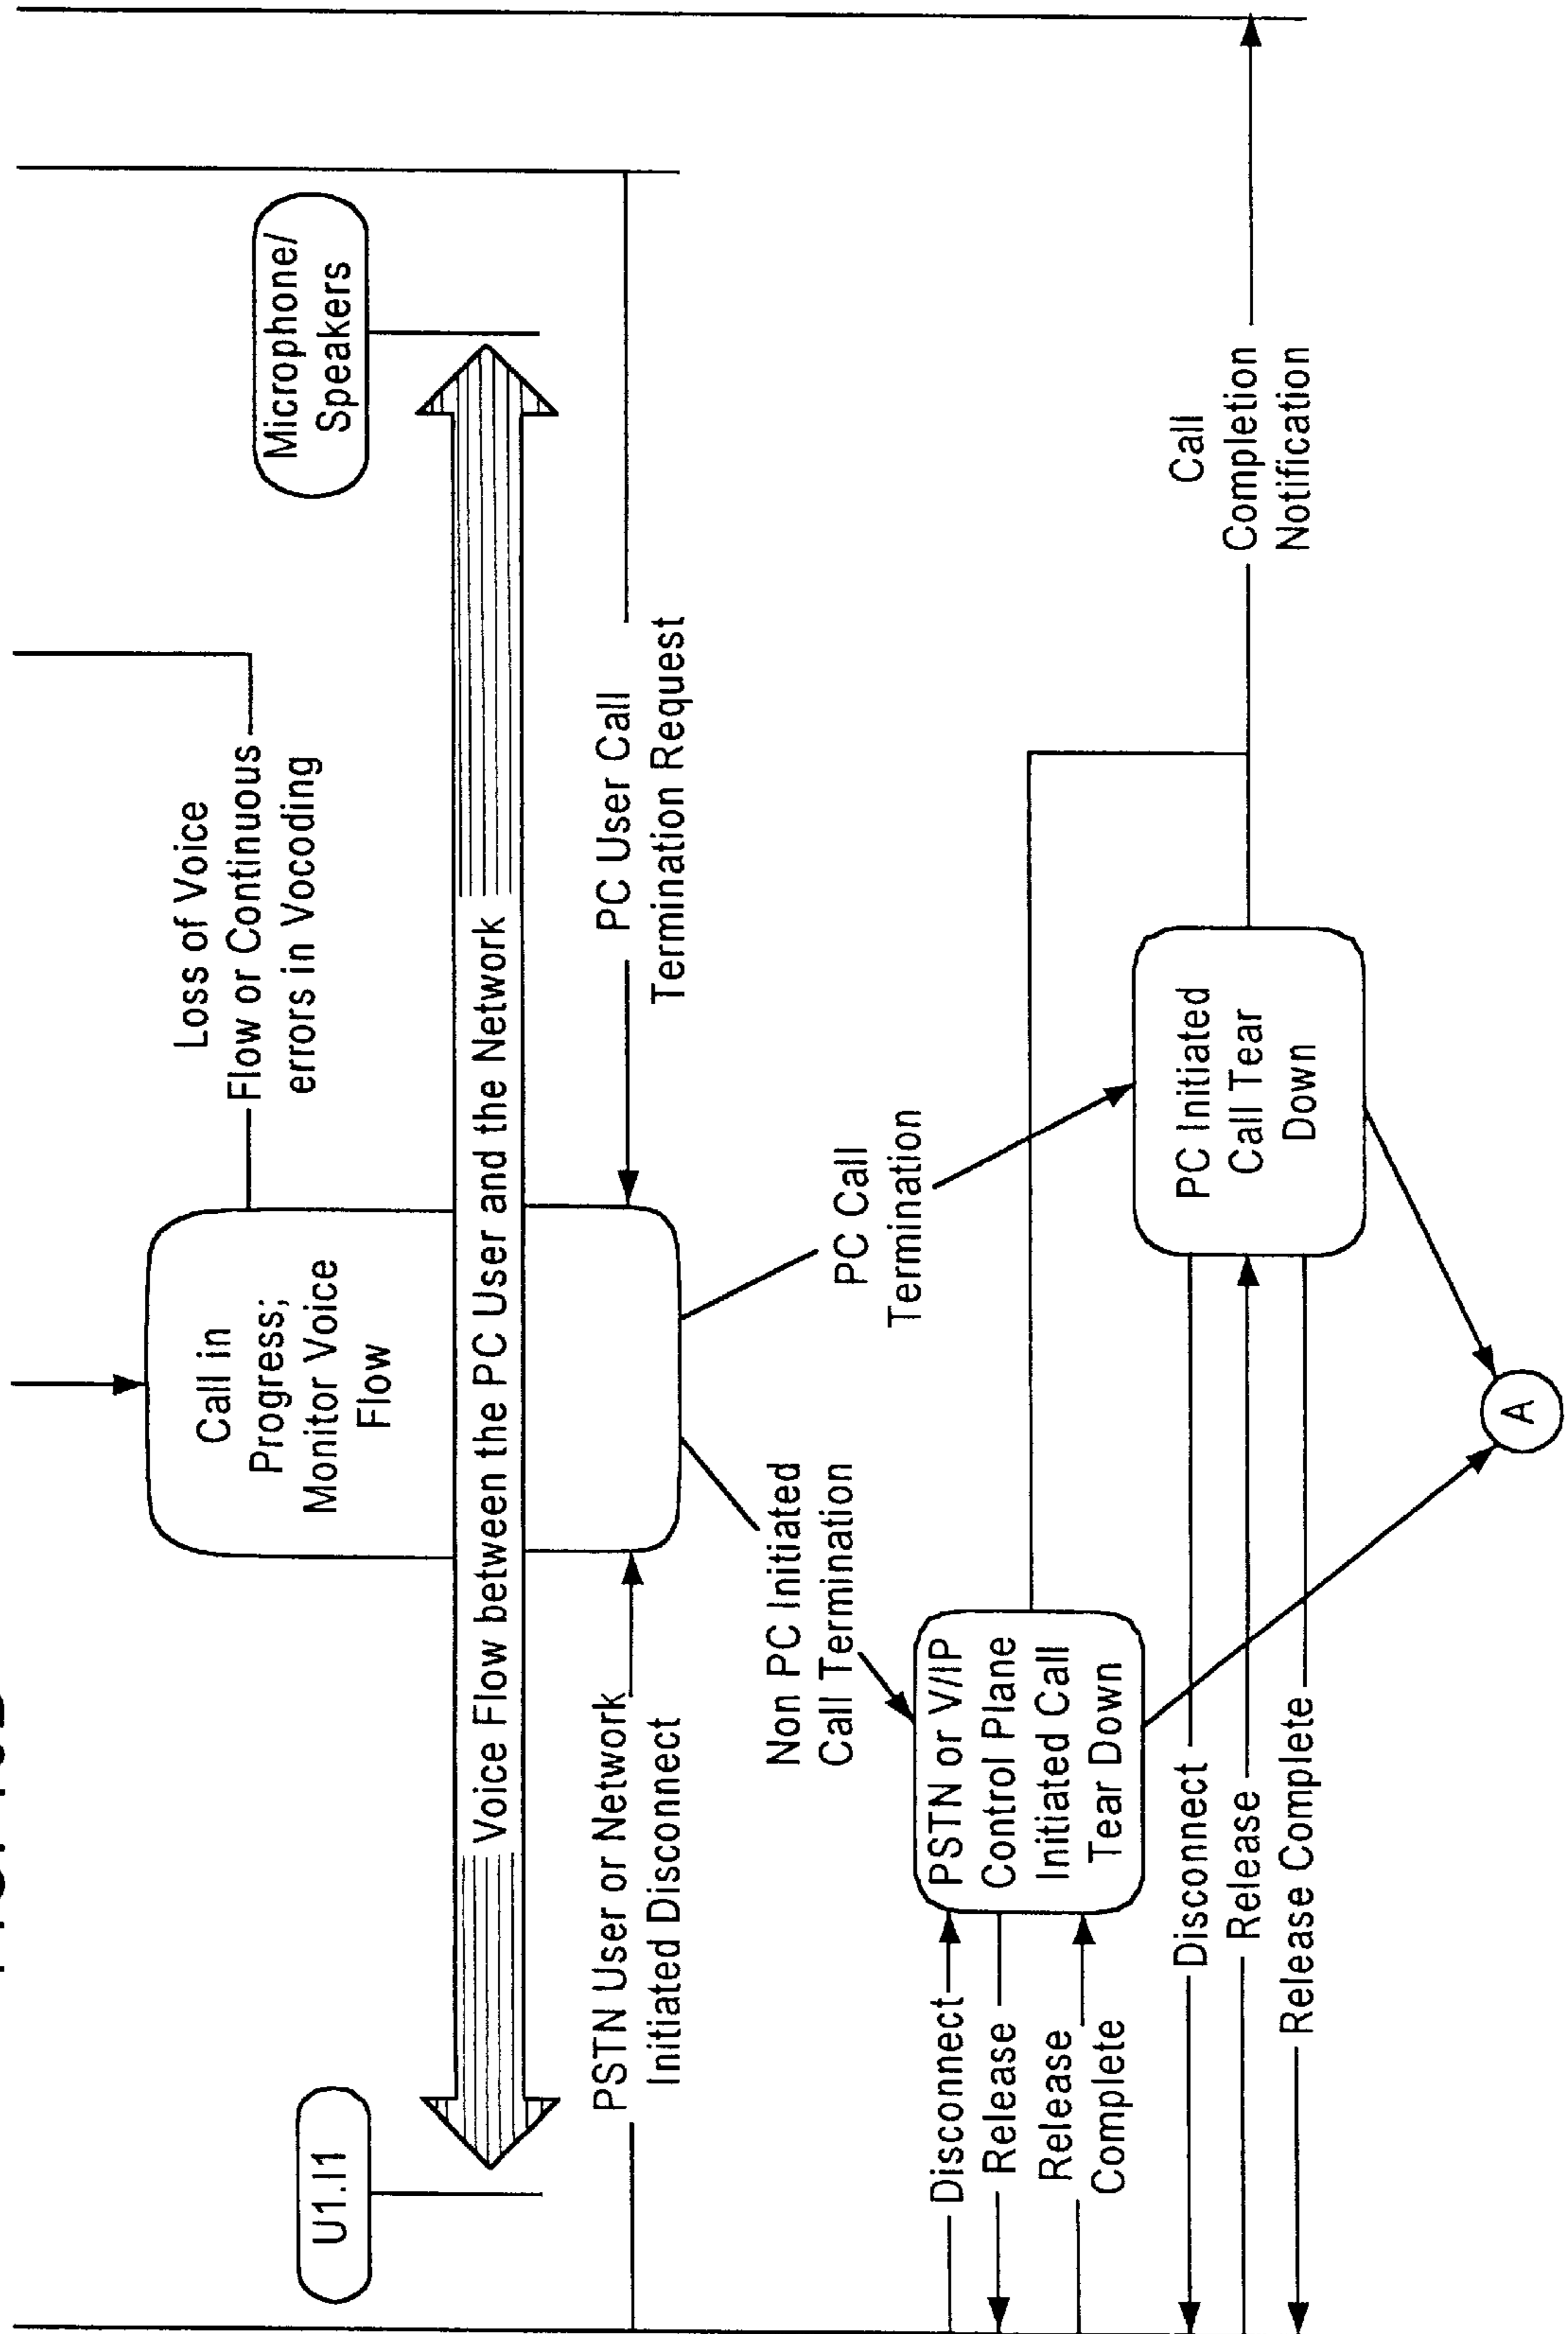 U1.I1
Microphone/
Speakers
Call in
Progress;
Monitor Voice
Flow
Loss of Voice
Flow or Continuous
errors in Vocoding
Voice Flow between the PC User and the Network
PSTN User or Network
Initiated Disconnect
PC User Call
Termination Request
Non PC Initiated
Call Termination
PC Call
Termination
Disconnect
Release
Release
Complete
PSTN or V/IP
Control Plane
Initiated Call
Tear Down
PC Initiated
Call Tear
Down
Call
Completion
Notification
Disconnect
Release
Release Complete
A